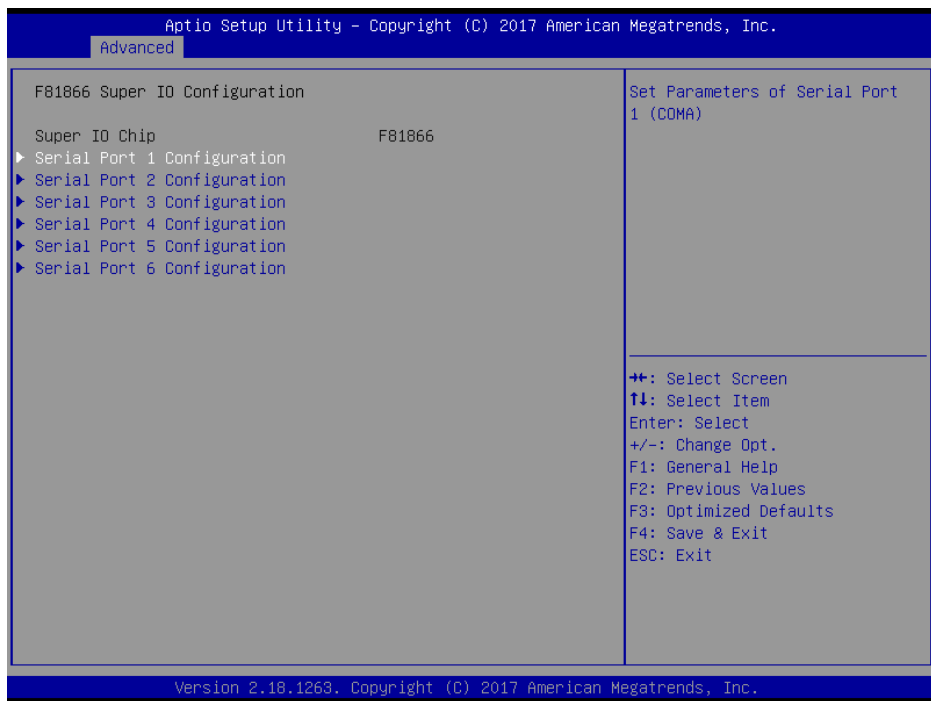 Aptio Setup Utility – Copyright (C) 2017 American Megatrends, Inc.
Advanced
F81866 Super IO Configuration
Super IO Chip F81866
Serial Port 1 Configuration
Serial Port 2 Configuration
Serial Port 3 Configuration
Serial Port 4 Configuration
Serial Port 5 Configuration
Serial Port 6 Configuration
Set Parameters of Serial Port
1 (COMA)
→←: Select Screen
↑↓: Select Item
Enter: Select
+/-: Change Opt.
F1: General Help
F2: Previous Values
F3: Optimized Defaults
F4: Save & Exit
ESC: Exit
Version 2.18.1263. Copyright (C) 2017 American Megatrends, Inc.